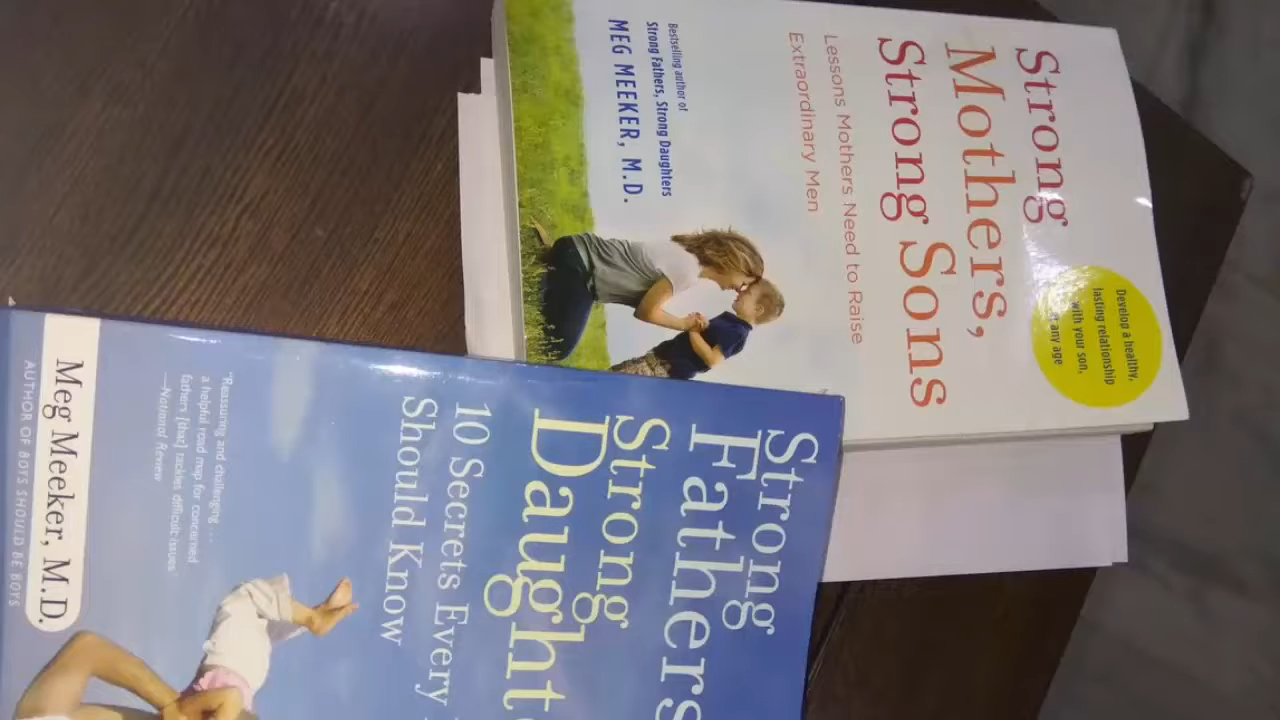 Strong
Mothers,
Strong Sons
Lessons Mothers Need to Raise
Extraordinary Men
Develop a healthy,
lasting relationship
with your son,
any age
Bestselling author of
Strong Fathers, Strong Daughters
MEG MEEKER, M.D.
Strong
Fathers
Strong
Daught
10 Secrets Every
Should Know
"Reassuring and challenging ...
a helpful road map for concerned
fathers [that] tackles difficult issues"
—National Review
Meg Meeker, M.D.
AUTHOR OF BOYS SHOULD BE BOYS